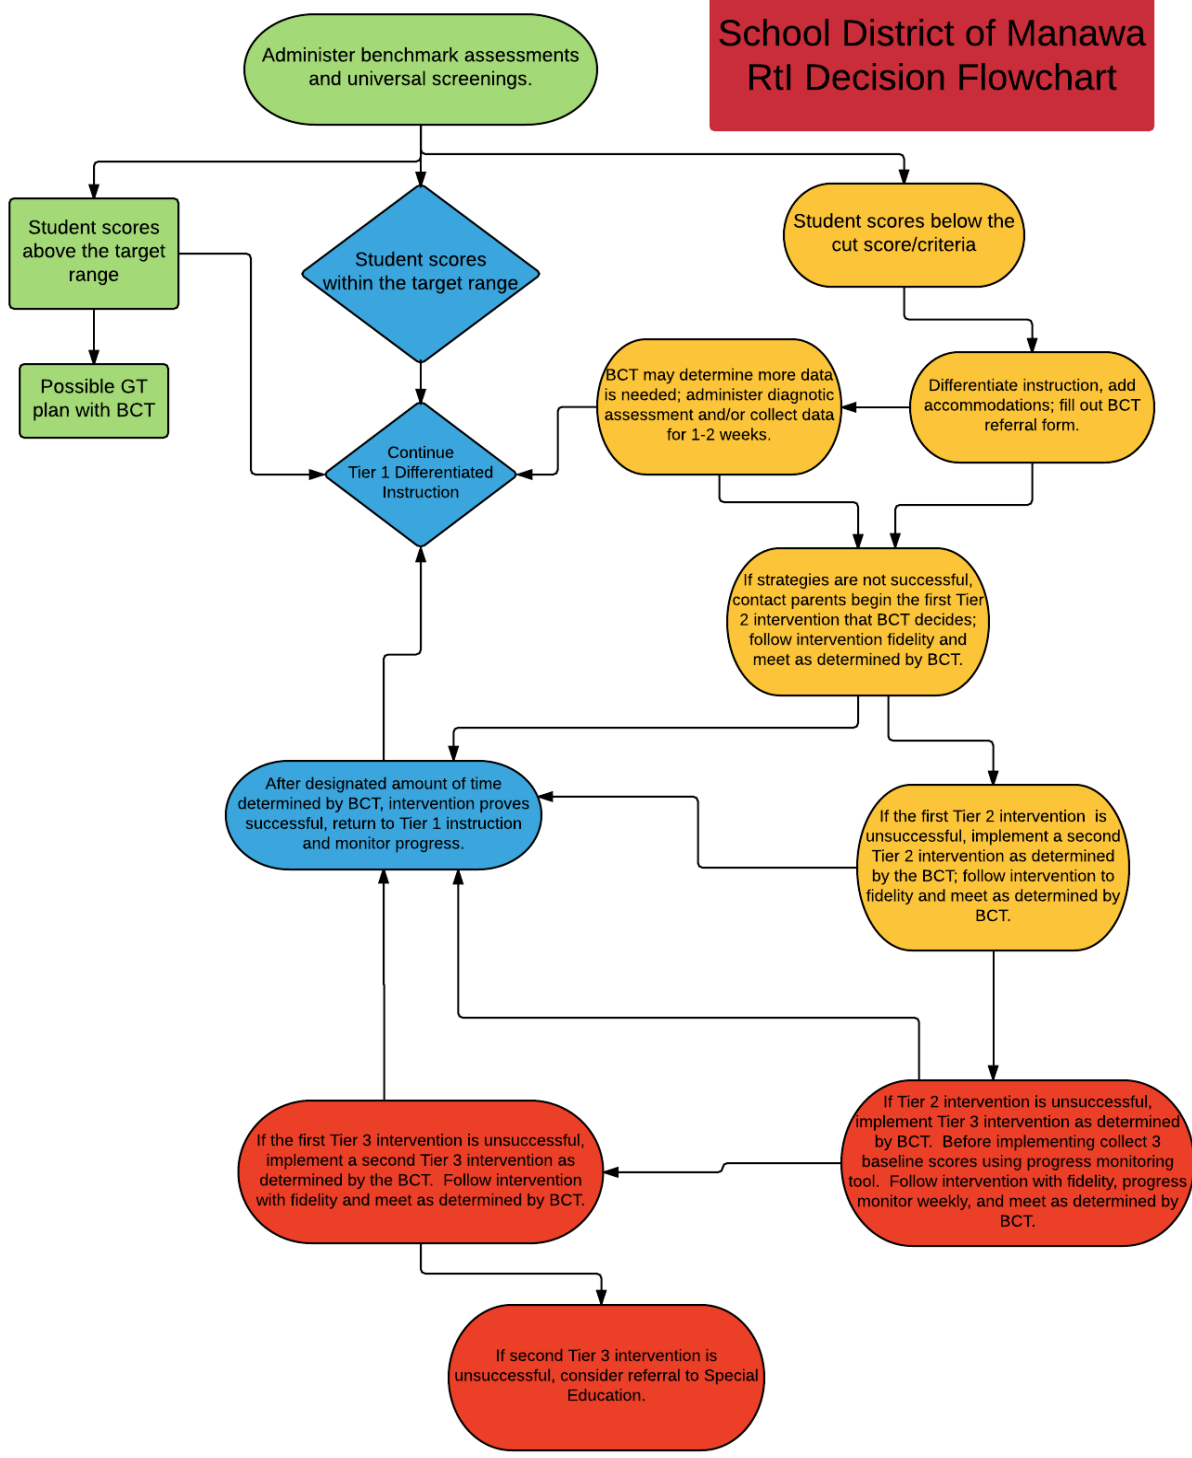 School District of Manawa
RtI Decision Flowchart
Administer benchmark assessments
and universal screenings.
Student scores
above the target
range
Student scores
within the target range
Student scores below the
cut score/criteria
Possible GT
plan with BCT
BCT may determine more data
is needed; administer diagnostic
assessment and/or collect data
for 1-2 weeks.
Differentiate instruction, add
accommodations; fill out BCT
referral form.
Continue
Tier 1 Differentiated
Instruction
If strategies are not successful,
contact parents begin the first Tier
2 intervention that BCT decides;
follow intervention fidelity and
meet as determined by BCT.
After designated amount of time
determined by BCT, intervention proves
successful, return to Tier 1 instruction
and monitor progress.
If the first Tier 2 intervention  is
unsuccessful, implement a second
Tier 2 intervention as determined
by the BCT; follow intervention to
fidelity and meet as determined by
BCT.
If Tier 2 intervention is unsuccessful,
implement Tier 3 intervention as determined
by BCT.  Before implementing collect 3
baseline scores using progress monitoring
tool.  Follow intervention with fidelity, progress
monitor weekly, and meet as determined by
BCT.
If the first Tier 3 intervention is unsuccessful,
implement a second Tier 3 intervention as
determined by the BCT.  Follow intervention
with fidelity and meet as determined by BCT.
If second Tier 3 intervention is
unsuccessful, consider referral to Special
Education.